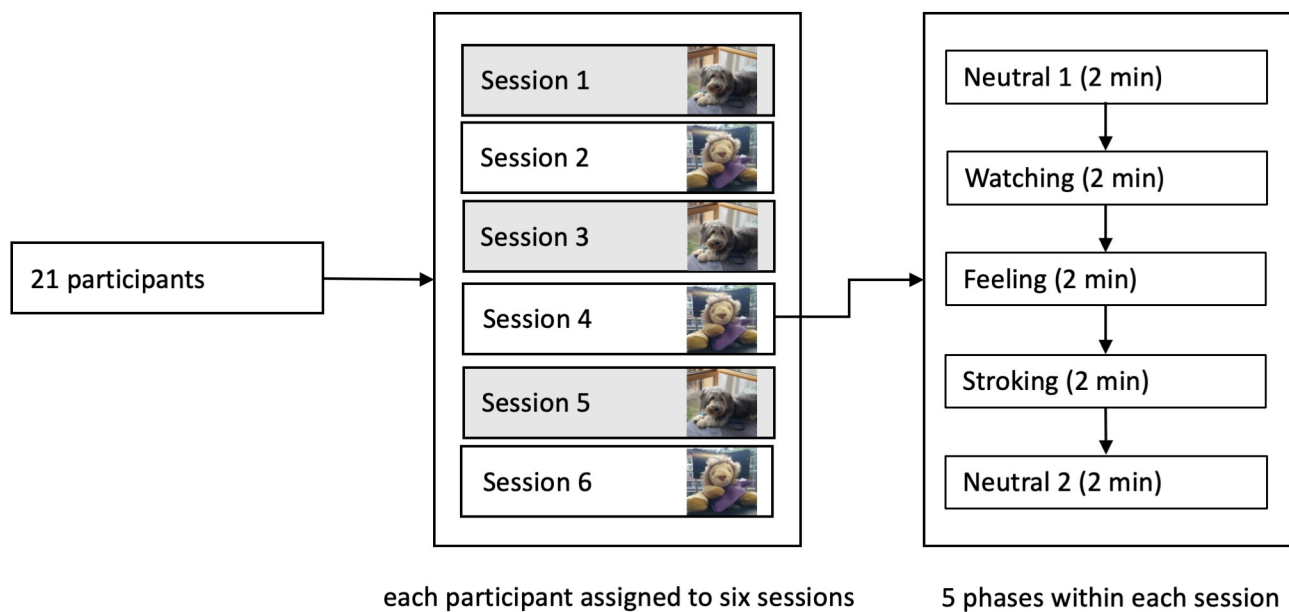 21 participants
Session 1
Session 2
Session 3
Session 4
Session 5
Session 6
each participant assigned to six sessions
Neutral 1 (2 min)
Watching (2 min)
Feeling (2 min)
Stroking (2 min)
Neutral 2 (2 min)
5 phases within each session